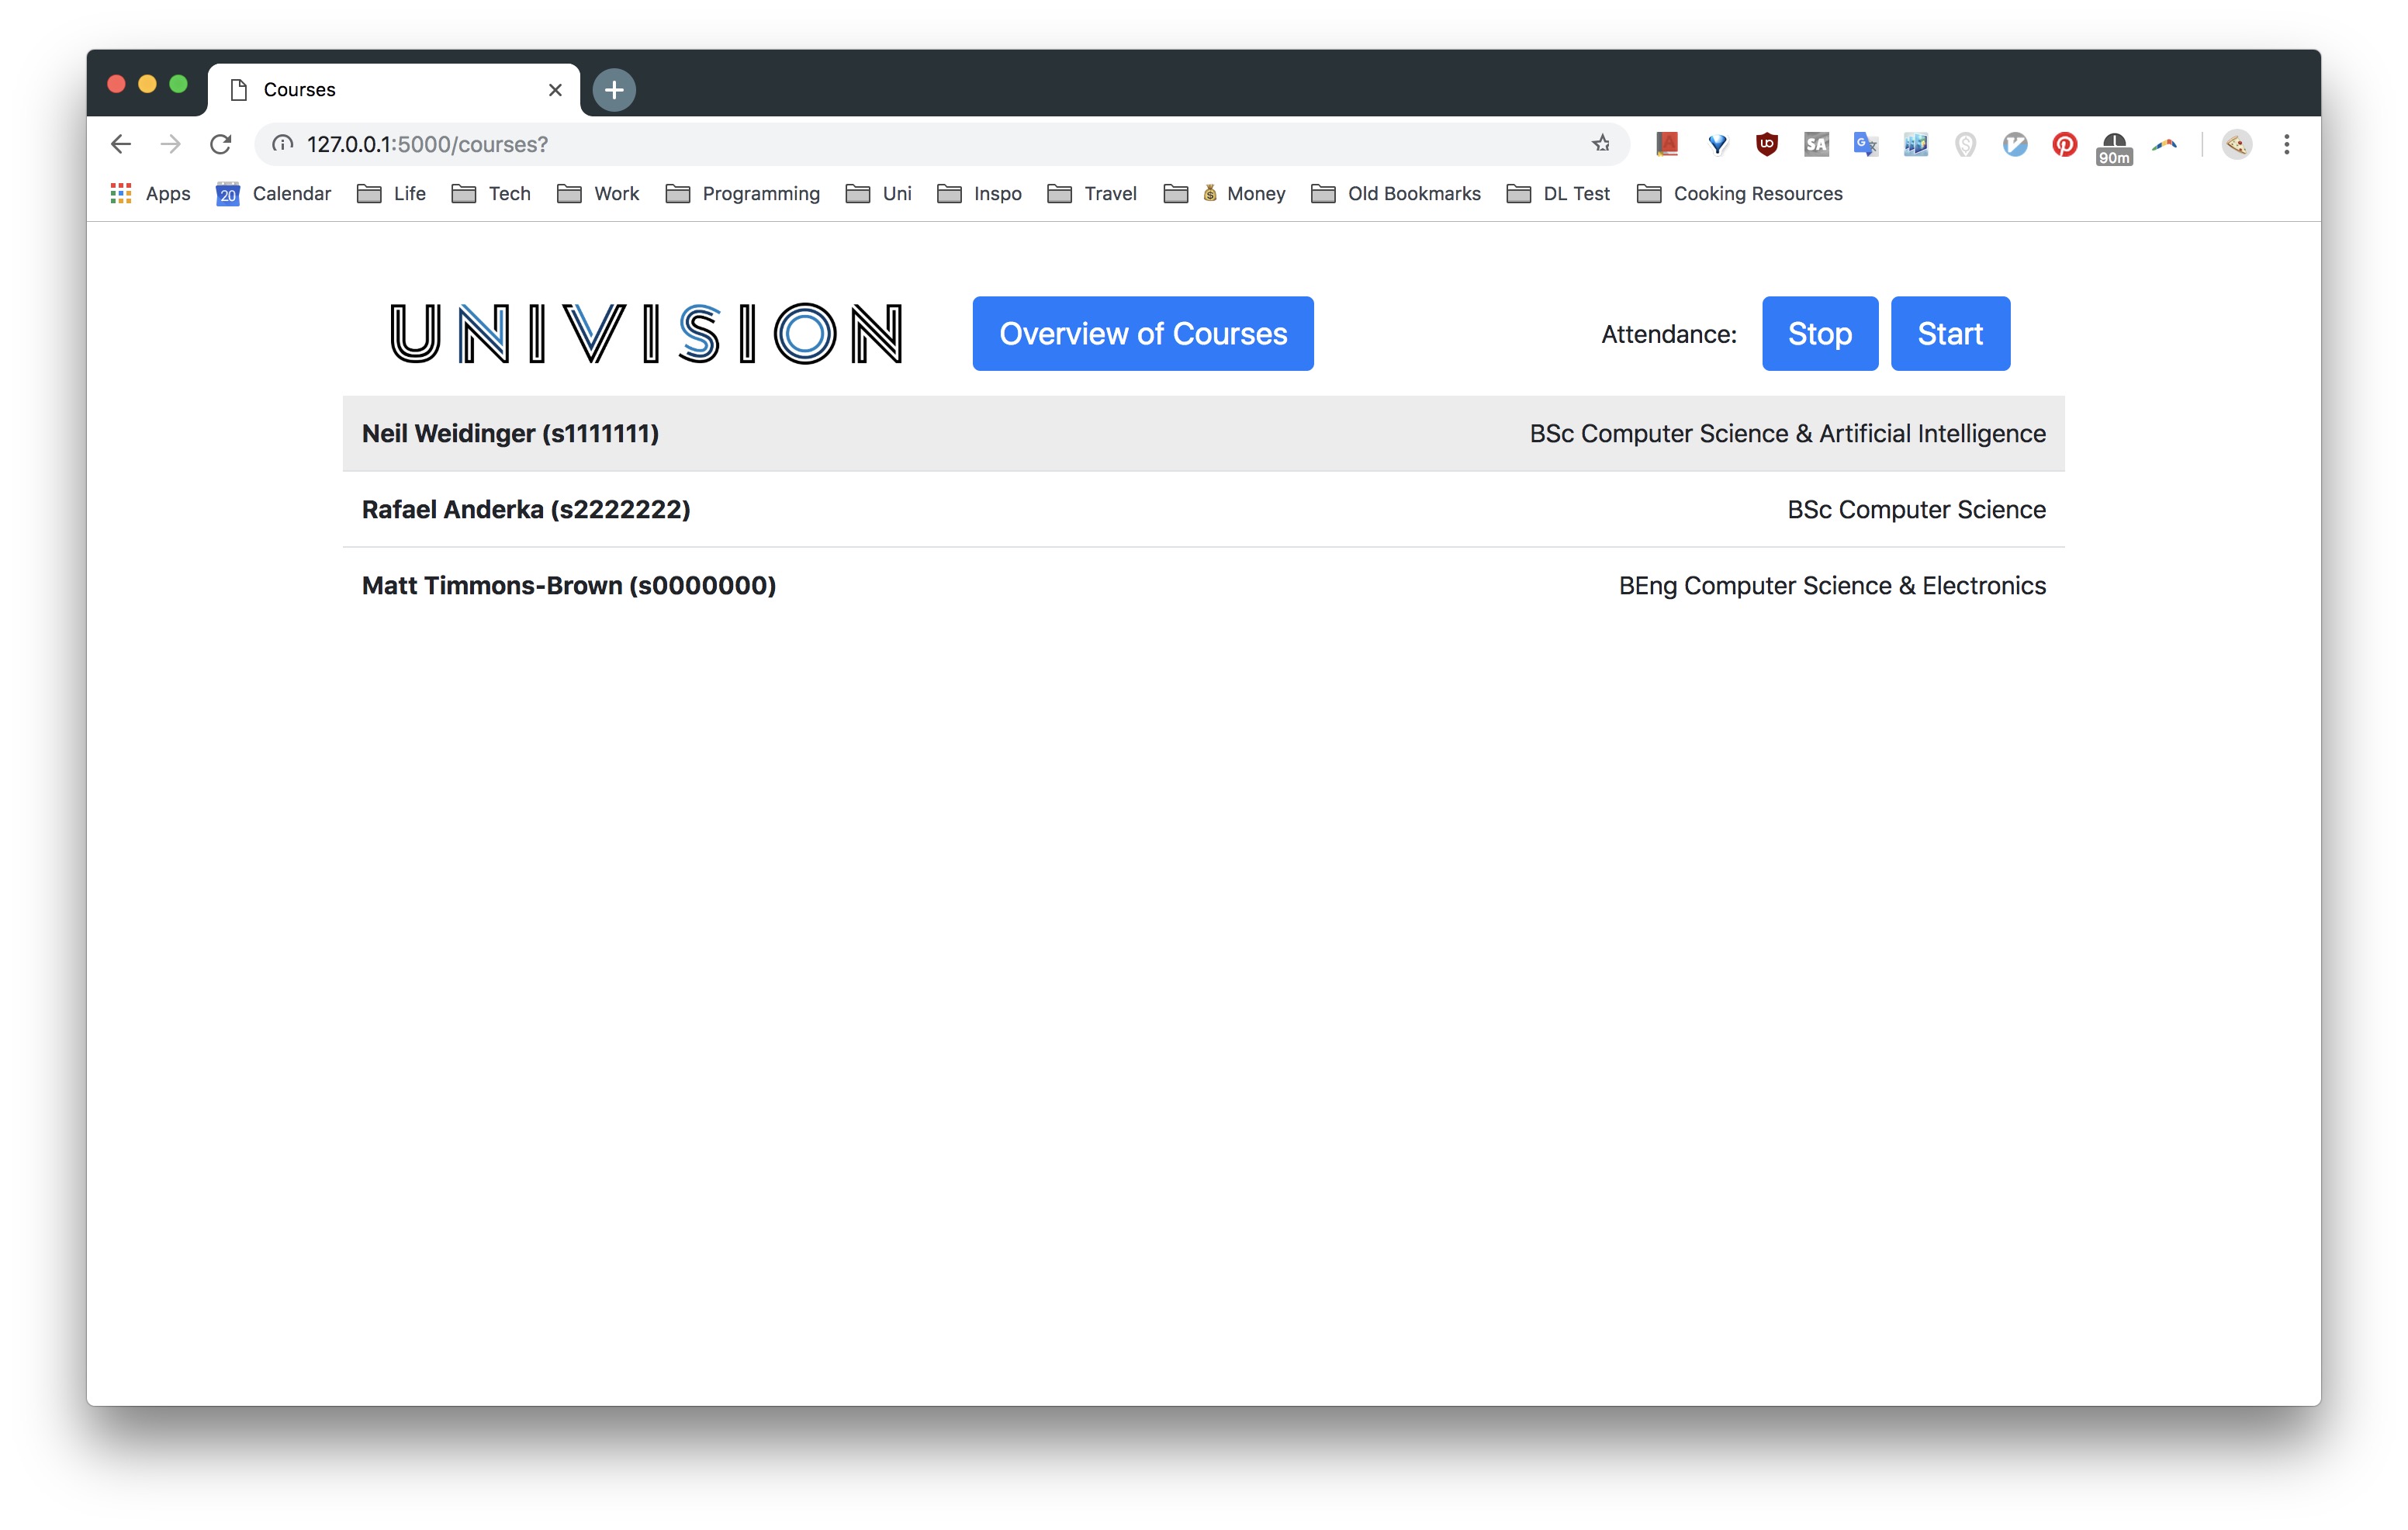 Courses
127.0.0.1:5000/courses?
90m
Apps 20 Calendar Life Tech Work Programming Uni Inspo Travel Money Old Bookmarks DL Test Cooking Resources
UNIVISION Overview of Courses Attendance: Stop Start
Neil Weidinger (s1111111) BSc Computer Science & Artificial Intelligence
Rafael Anderka (s2222222) BSc Computer Science
Matt Timmons-Brown (s0000000) BEng Computer Science & Electronics